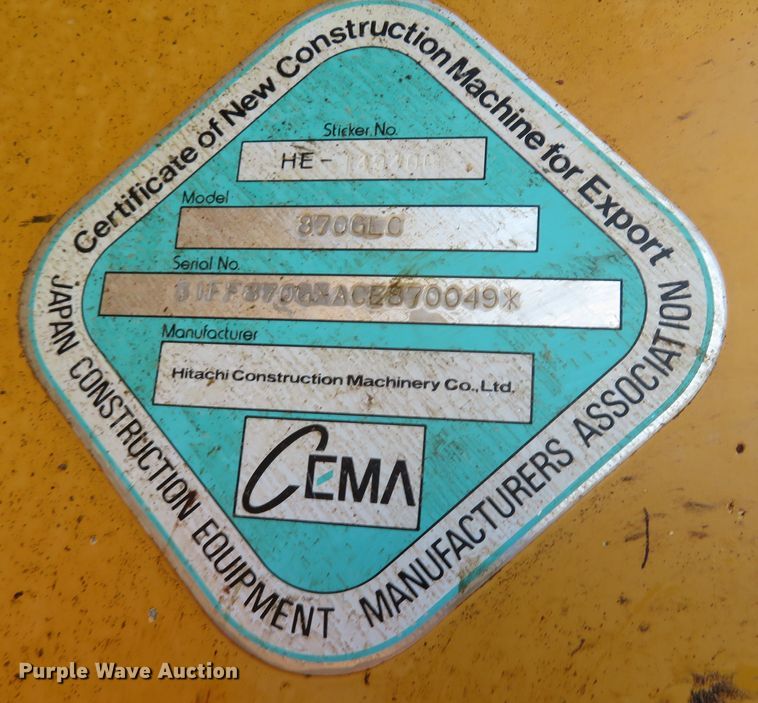 Certificate of New Construction Machine for Export
Sticker No.
HE-
Model
870GLC
Serial No.
Manufacturer
Hitachi Construction Machinery Co., Ltd.
CEMA
JAPAN CONSTRUCTION EQUIPMENT MANUFACTURERS ASSOCIATION
Purple Wave Auction